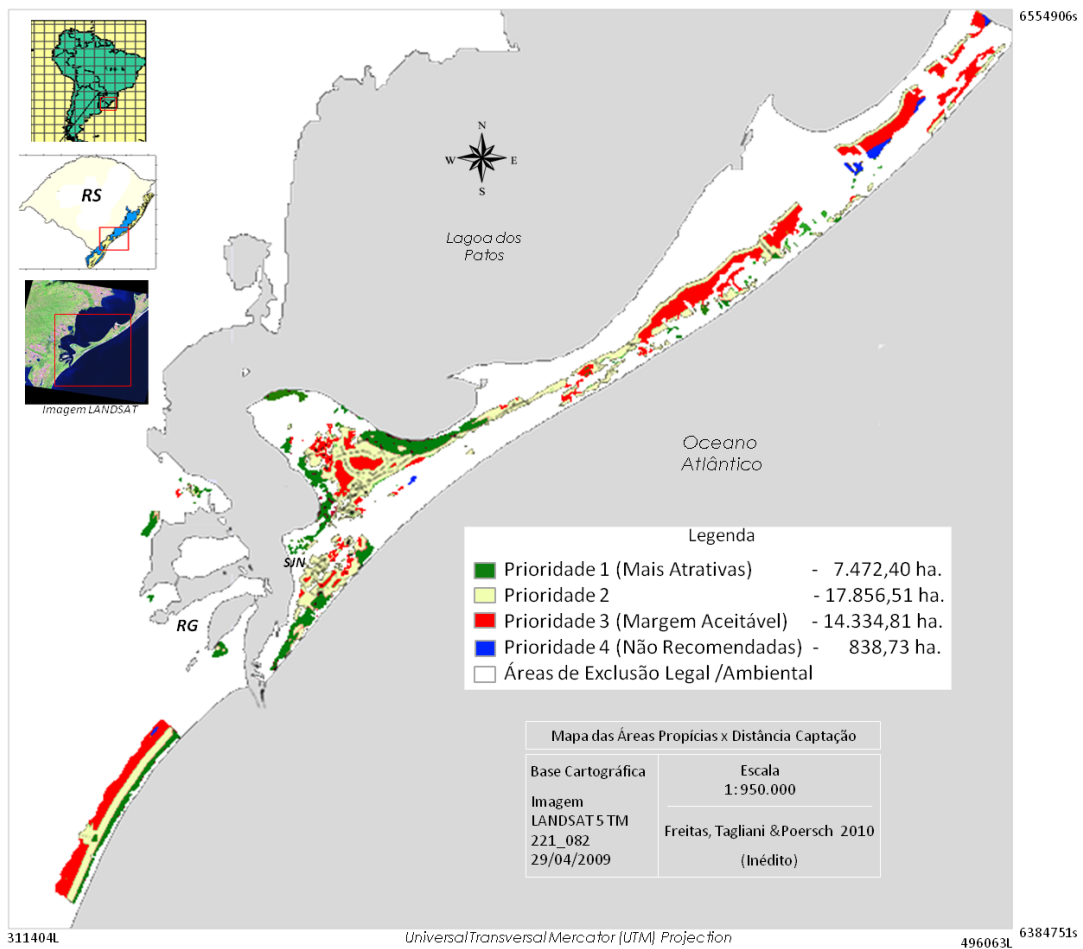 6554906s
RS
Imagem LANDSAT
N
W E
S
Lagoa dos
Patos
Oceano
Atlântico
SJN
RG
Legenda
Prioridade 1 (Mais Atrativas) - 7.472,40 ha.
Prioridade 2 - 17.856,51 ha.
Prioridade 3 (Margem Aceitável) - 14.334,81 ha.
Prioridade 4 (Não Recomendadas) - 838,73 ha.
Áreas de Exclusão Legal /Ambiental
Mapa das Áreas Propícias x Distância Captação
Base Cartográfica
Imagem
LANDSAT 5 TM
221_082
29/04/2009
Escala
1:950.000
Freitas, Tagliani &Poersch 2010
(Inédito)
311404L
Universal Transversal Mercator (UTM) Projection
496063L
6384751s